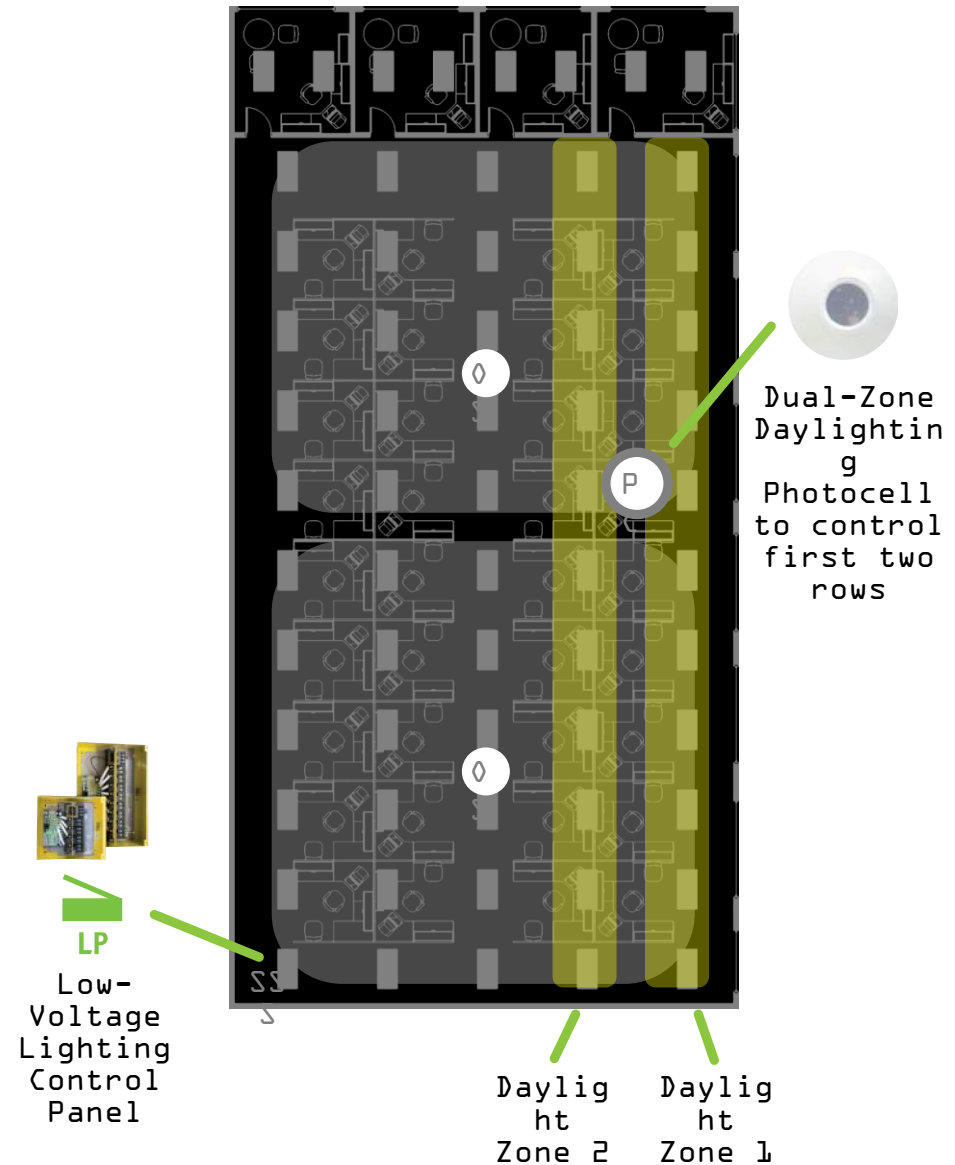 Dual-Zone
Daylightin
g
Photocell
to control
first two
rows
P
LP
Low-
Voltage
Lighting
Control
Panel
Daylig
ht
Zone 2
Daylig
ht
Zone 1